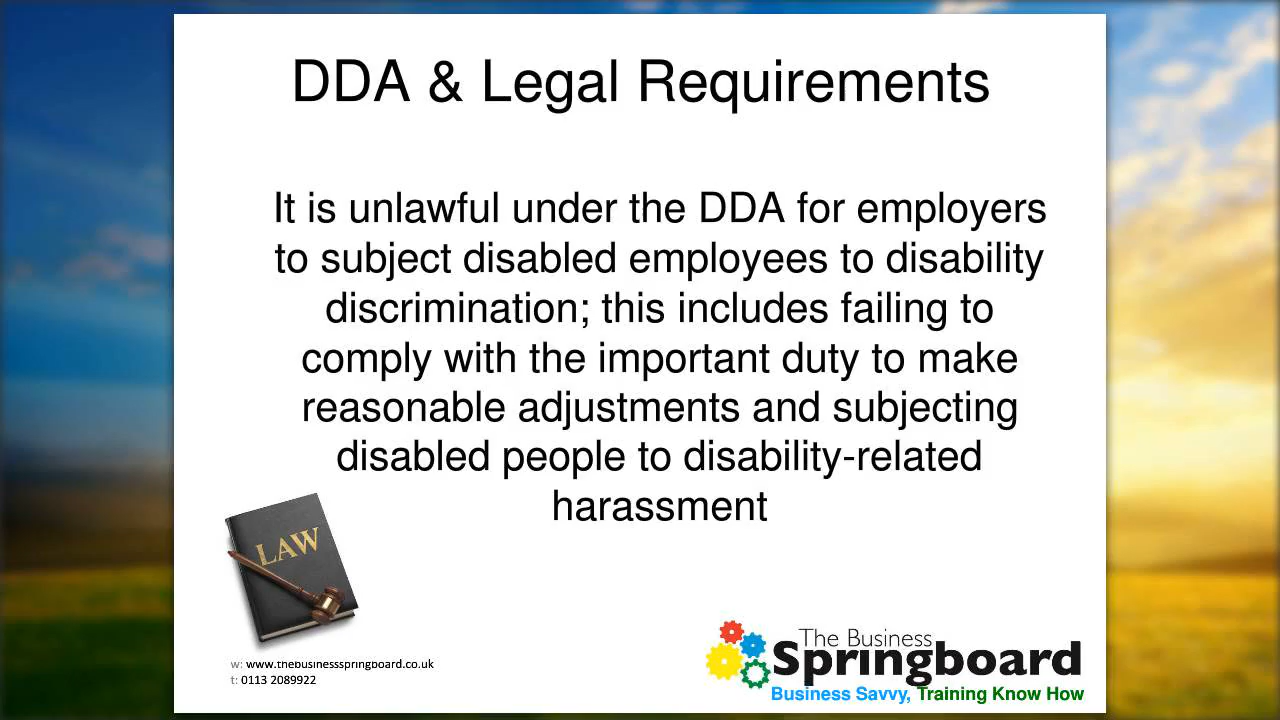 DDA & Legal Requirements
It is unlawful under the DDA for employers
to subject disabled employees to disability
discrimination; this includes failing to
comply with the important duty to make
reasonable adjustments and subjecting
disabled people to disability-related
harassment
LAW
w: www.thebusinessspringboard.co.uk
t: 0113 2089922
The Business
Springboard
Business Savvy, Training Know How